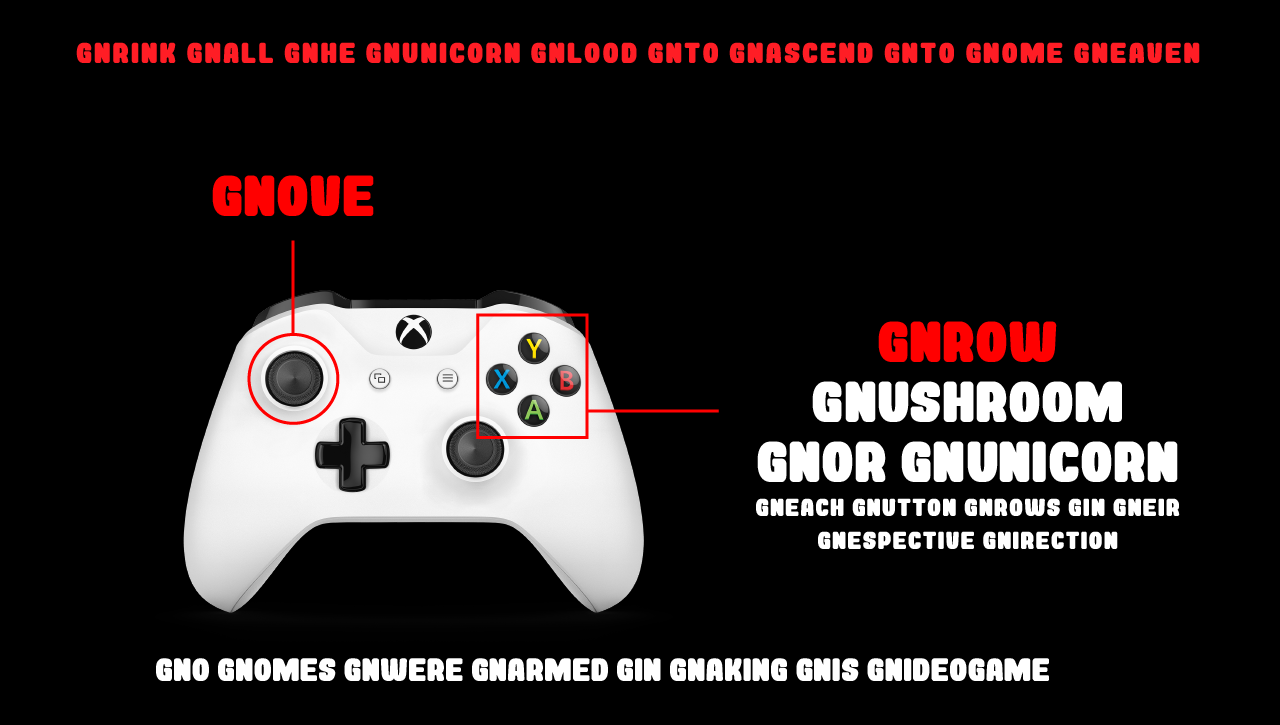 GNRINK GNALL GNHE GNUNICORN GNLOOD GNTO GNASCEND GNTO GNOME GNEAVEN
GNOVE
Y
X
B
A
GNROW
GNUSHROOM
GNOR GNUNICORN
GNEACH GNUTTON GNROWS GIN GNEIR
GNESPECTIVE GNIRECTION
GNO GNOMES GNWERE GNARMED GIN GNAKING GNIS GNIDEOGAME